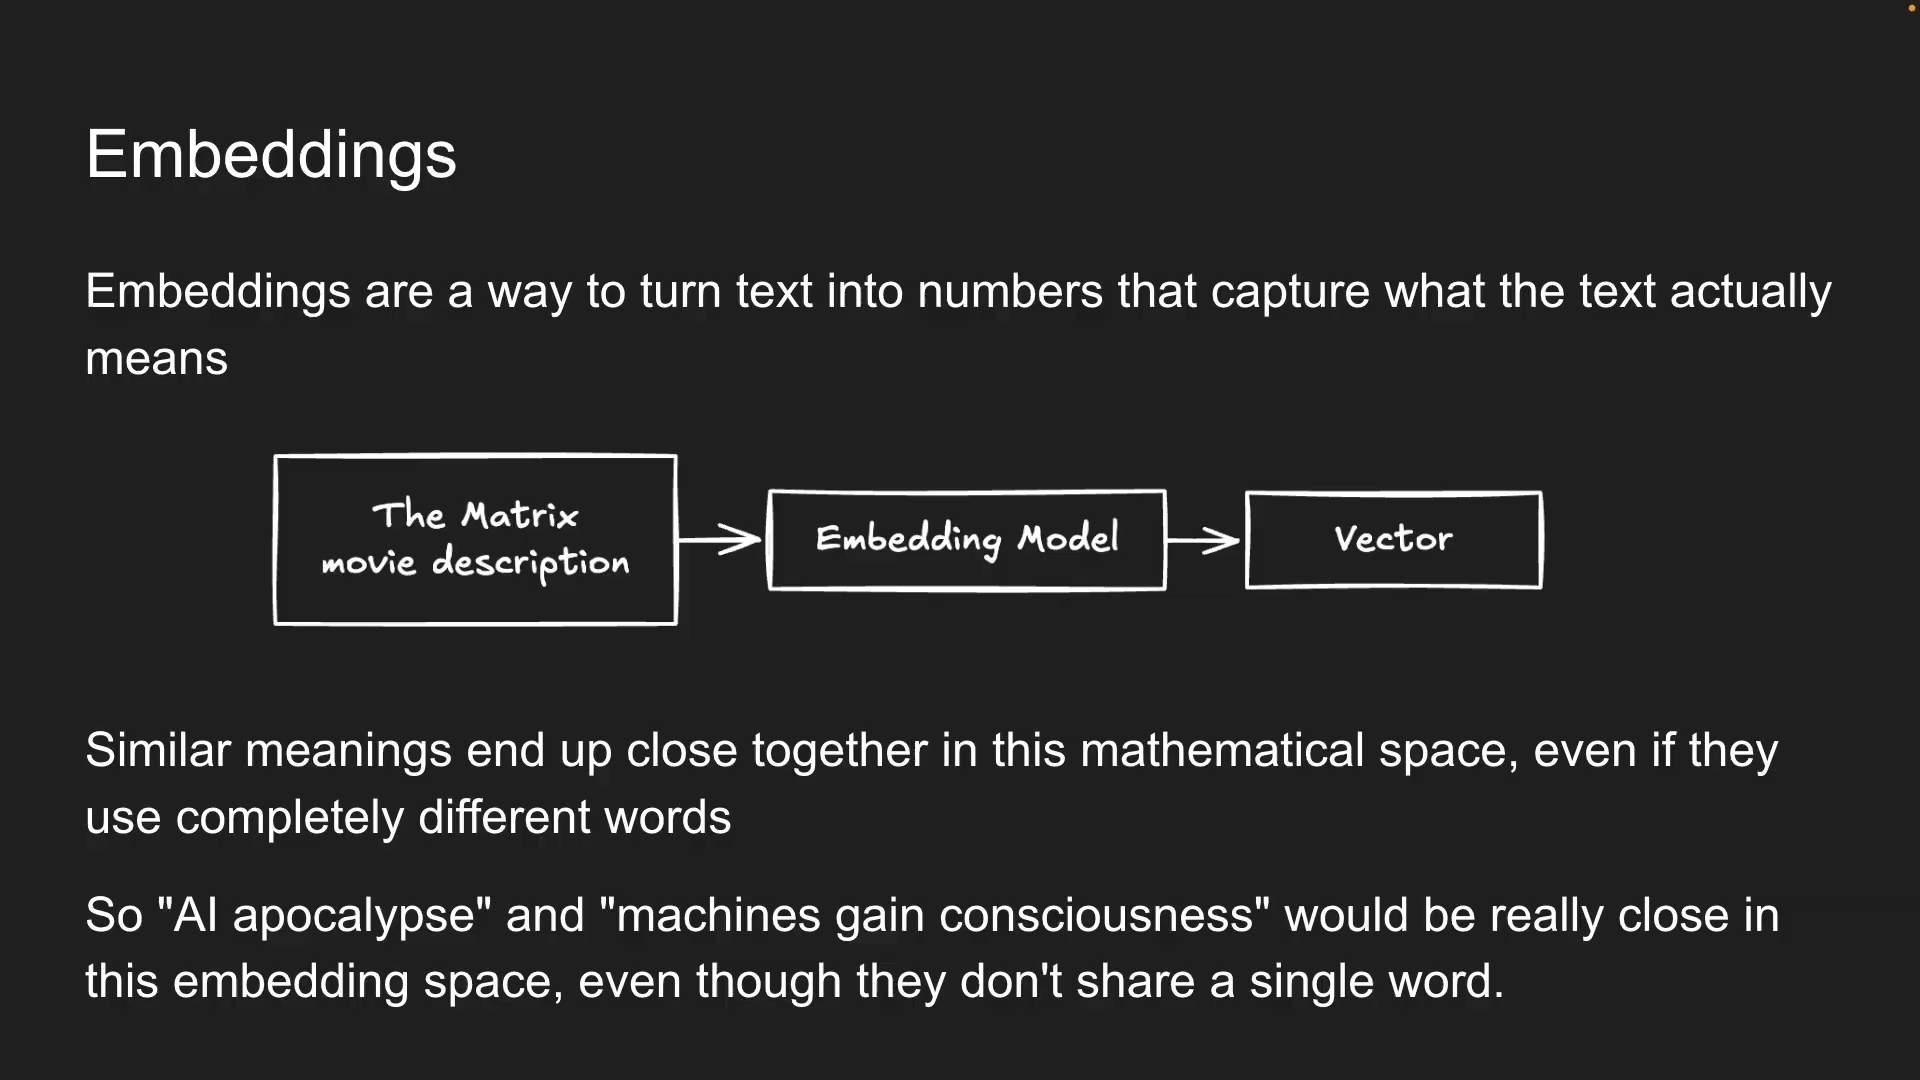 Embeddings
Embeddings are a way to turn text into numbers that capture what the text actually
means
The Matrix
movie description
Embedding Model
Vector
Similar meanings end up close together in this mathematical space, even if they
use completely different words
So "AI apocalypse" and "machines gain consciousness" would be really close in
this embedding space, even though they don't share a single word.